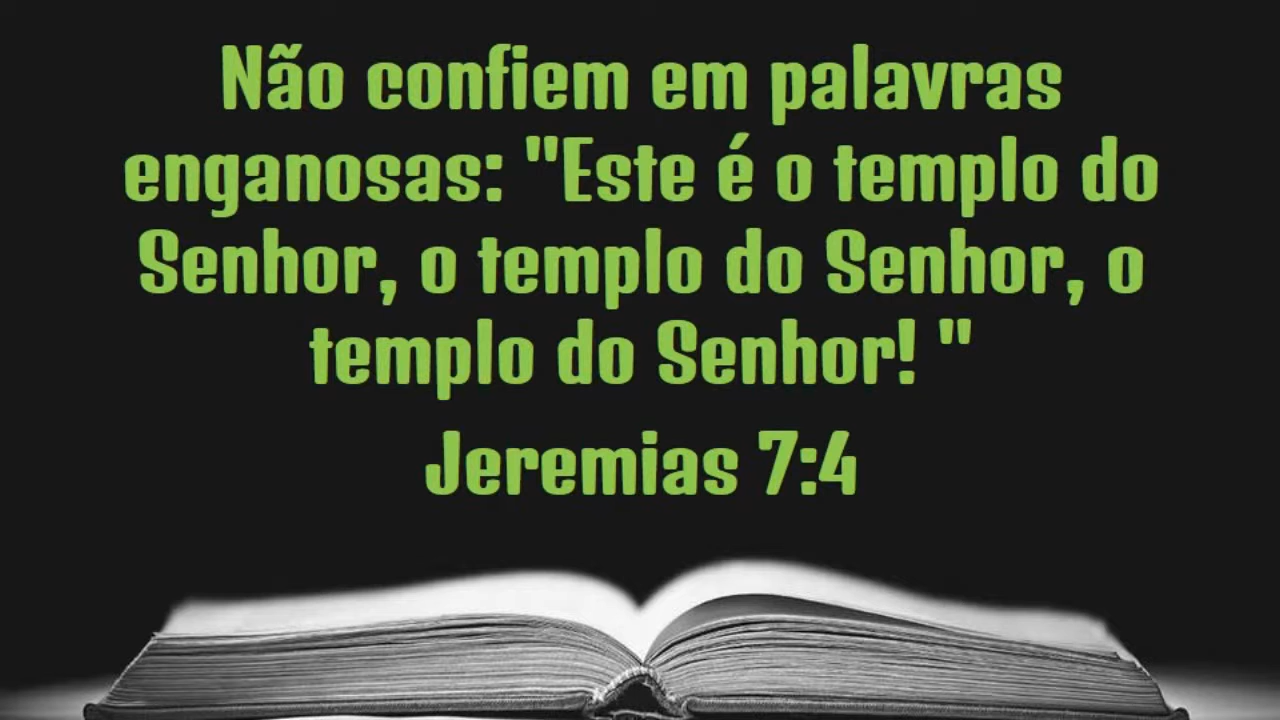 Não confiem em palavras
enganosas: "Este é o templo do
Senhor, o templo do Senhor, o
templo do Senhor! "
Jeremias 7:4